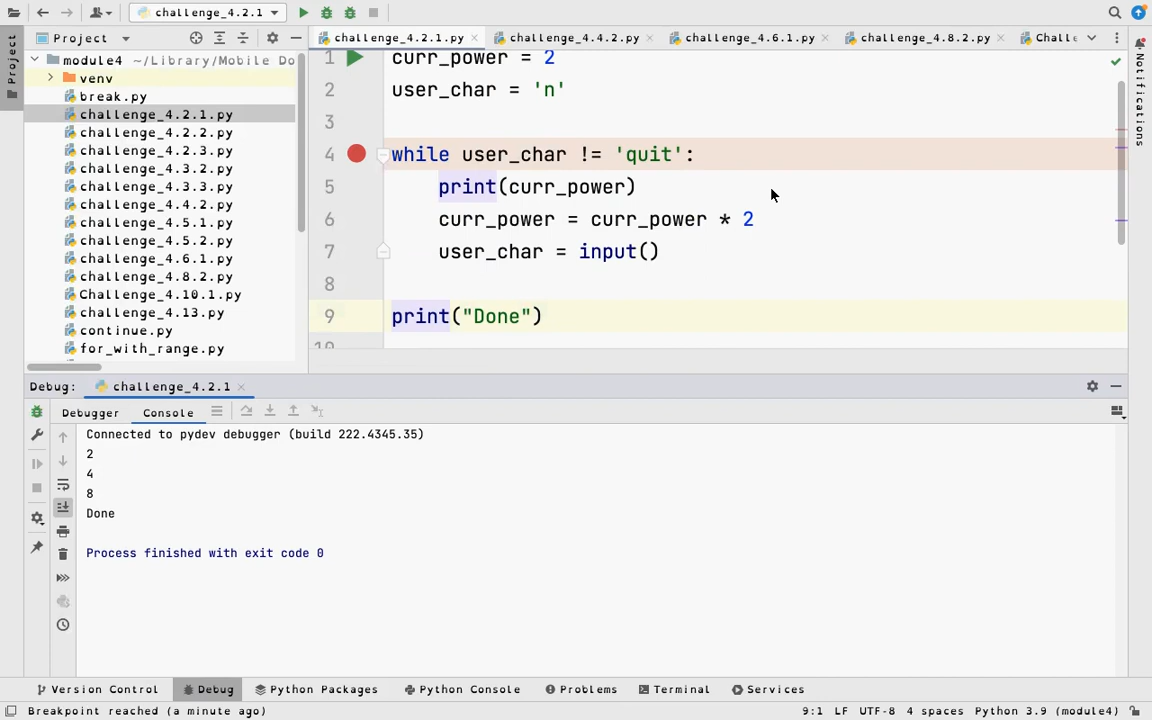 challenge_4.2.1
Project
module4 ~/Library/Mobile Do
venv
break.py
challenge_4.2.1.py
challenge_4.2.2.py
challenge_4.2.3.py
challenge_4.3.2.py
challenge_4.3.3.py
challenge_4.4.2.py
challenge_4.5.1.py
challenge_4.5.2.py
challenge_4.6.1.py
challenge_4.8.2.py
Challenge_4.10.1.py
challenge_4.13.py
continue.py
for_with_range.py
Project
challenge_4.2.1.py challenge_4.4.2.py challenge_4.6.1.py challenge_4.8.2.py Challe
1 curr_power = 2
2 user_char = 'n'
3
4 while user_char != 'quit':
5 print(curr_power)
6 curr_power = curr_power * 2
7 user_char = input()
8
9 print("Done")
10
Notifications
Debug: challenge_4.2.1
Debugger Console
Connected to pydev debugger (build 222.4345.35)
2
4
8
Done
Process finished with exit code 0
Version Control Debug Python Packages Python Console Problems Terminal Services
Breakpoint reached (a minute ago) 9:1 LF UTF-8 4 spaces Python 3.9 (module4)